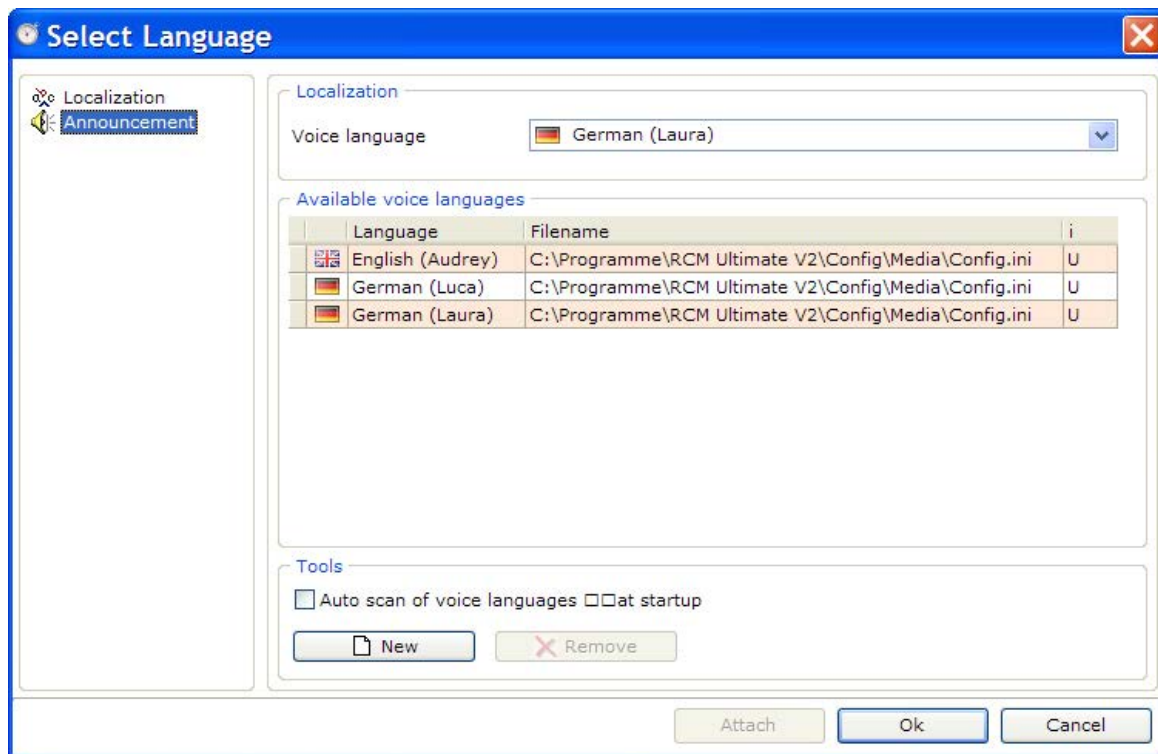 Select Language
Localization
Announcement
Localization
Voice language German (Laura)
Available voice languages
Language Filename i
English (Audrey) C:\Programme\RCM Ultimate V2\Config\Media\Config.ini U
German (Luca) C:\Programme\RCM Ultimate V2\Config\Media\Config.ini U
German (Laura) C:\Programme\RCM Ultimate V2\Config\Media\Config.ini U
Tools
Auto scan of voice languages □□at startup
New Remove
Attach Ok Cancel